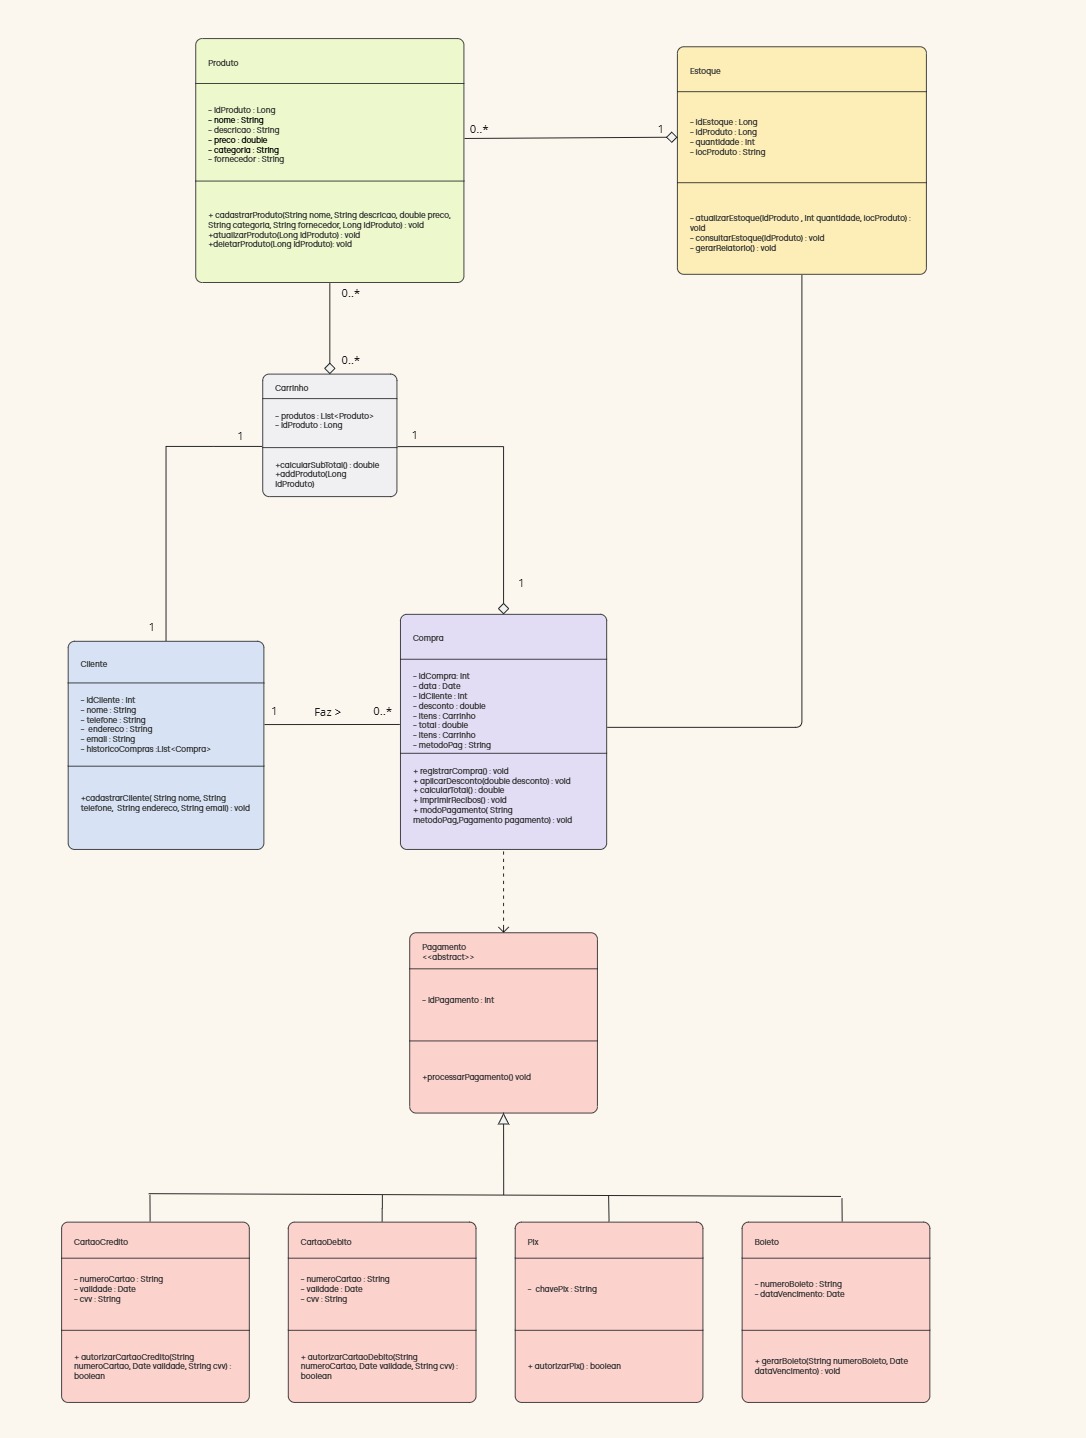 Produto
- idProduto : Long
- nome : String
- descricao : String
- preco : double
- categoria : String
- fornecedor : String
+ cadastrarProduto(String nome, String descricao, double preco,
String categoria, String fornecedor, Long idProduto) : void
+atualizarProduto(Long idProduto) : void
+deletarProduto(Long idProduto): void
0..*
1
Estoque
- idEstoque : Long
- idProduto : Long
- quantidade : int
- locProduto : String
- atualizarEstoque(idProduto , int quantidade, locProduto) :
void
- consultarEstoque(idProduto) : void
- gerarRelatorio() : void
0..*
0..*
Carrinho
- produtos : List<Produto>
- idProduto : Long
+calcularSubTotal() : double
+addProduto(Long
idProduto)
1
1
1
1
Cliente
- idCliente : int
- nome : String
- telefone : String
-  endereco : String
- email : String
- historicoCompras :List<Compra>
+cadastrarCliente( String nome, String
telefone,  String endereco, String email) : void
1
Faz >
0..*
Compra
- idCompra: int
- data : Date
- idCliente : int
- desconto : double
- itens : Carrinho
- total : double
- itens : Carrinho
- metodoPag : String
+ registrarCompra() : void
+ aplicarDesconto(double desconto) : void
+ calcularTotal() : double
+ imprimirRecibos() : void
+ modoPagamento( String
metodoPag,Pagamento pagamento) : void
Pagamento
<<abstract>>
- idPagamento : int
+processarPagamento() void
CartaoCredito
- numeroCartao : String
- validade : Date
- cvv : String
+ autorizarCartaoCredito(String
numeroCartao, Date validade, String cvv) :
boolean
CartaoDebito
- numeroCartao : String
- validade : Date
- cvv : String
+ autorizarCartaoDebito(String
numeroCartao, Date validade, String cvv) :
boolean
Pix
-  chavePix : String
+ autorizarPix() : boolean
Boleto
- numeroBoleto : String
- dataVencimento: Date
+ gerarBoleto(String numeroBoleto, Date
dataVencimento) : void